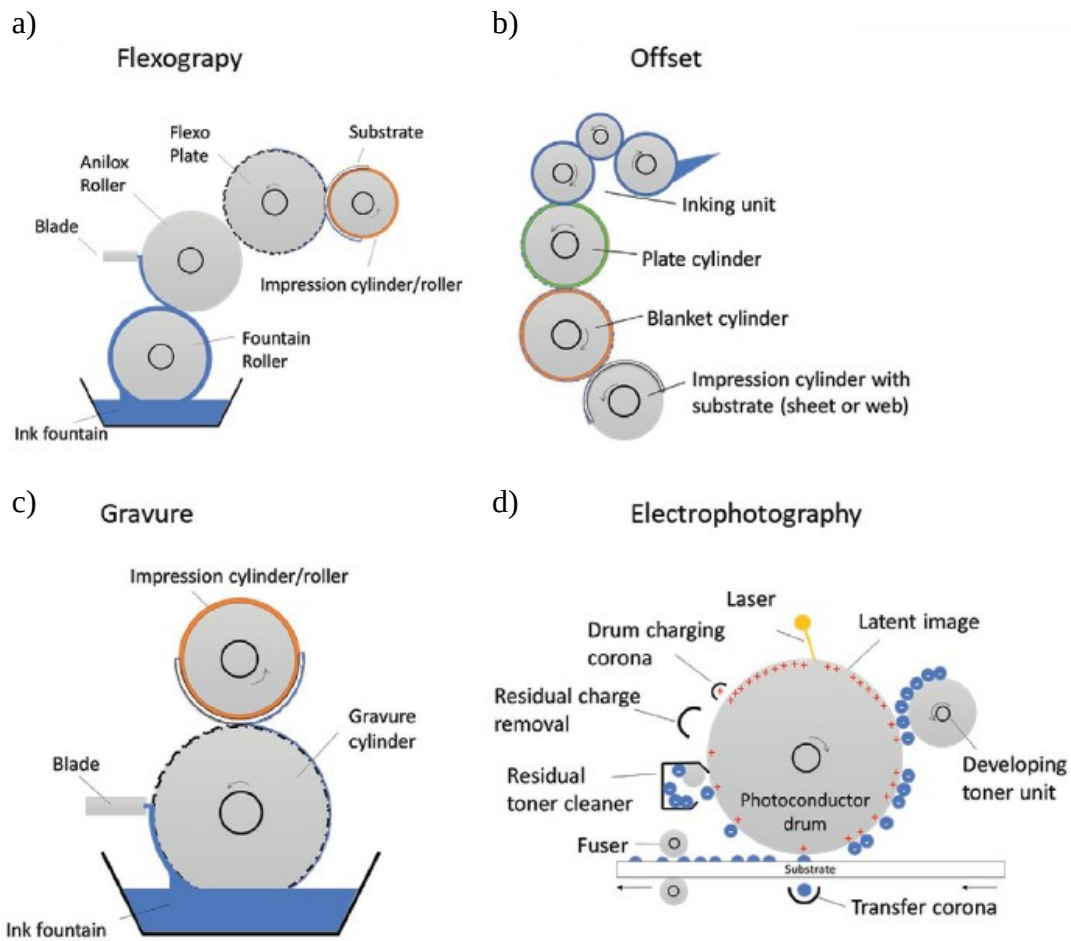 a)
Flexograpy
Flexo
Plate
Substrate
Anilox
Roller
Blade
Impression cylinder/roller
Fountain
Roller
Ink fountain
b)
Offset
Inking unit
Plate cylinder
Blanket cylinder
Impression cylinder with
substrate (sheet or web)
c)
Gravure
Impression cylinder/roller
Gravure
cylinder
Blade
Ink fountain
d)
Electrophotography
Laser
Latent image
Drum charging
corona
Residual charge
removal
Residual
toner cleaner
Developing
toner unit
Photoconductor
drum
Fuser
Substrate
Transfer corona